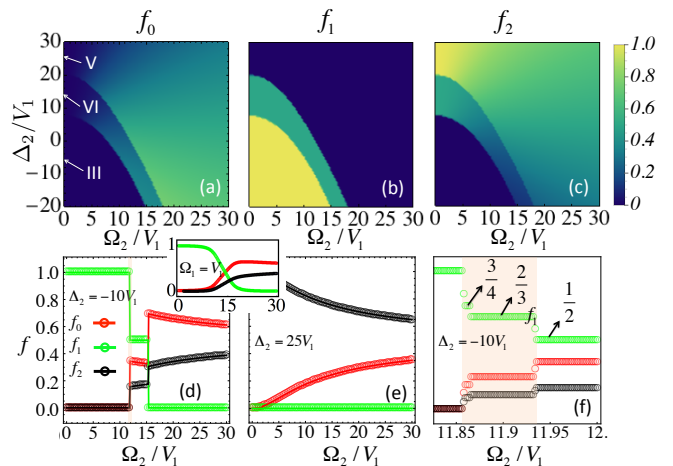 f₀ f₁ f₂
30
20
10
0
−10
−20
Δ₂/V₁
V
VI
III
(a) (b) (c)
1.0
0.8
0.6
0.4
0.2
0
0 5 10 15 20 25 30
0 5 10 15 20 25 30
0 5 10 15 20 25 30
Ω₂/V₁ Ω₂/V₁ Ω₂/V₁
1
0
Ω₁ = V₁
0 15 30
f
1.0
0.8
0.6
0.4
0.2
0.0
Δ₂ = −10V₁
f₀
f₁
f₂
(d)
Δ₂ = 25V₁
(e)
3/4
2/3
f₁
1/2
Δ₂ = −10V₁
(f)
0 5 10 15 20 25 30
0 5 10 15 20 25 30
11.85 11.9 11.95 12.
Ω₂/V₁ Ω₂/V₁ Ω₂/V₁